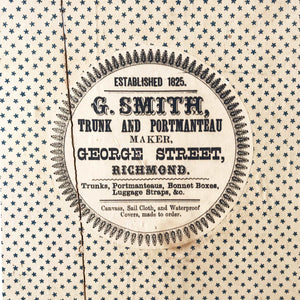 ESTABLISHED 1825.
G. SMITH,
TRUNK AND PORTMANTEAU
MAKER,
GEORGE STREET,
RICHMOND.
Trunks, Portmanteaus, Bonnet Boxes,
Luggage Straps, &c.
Canvass, Sail Cloth, and Waterproof
Covers, made to order.